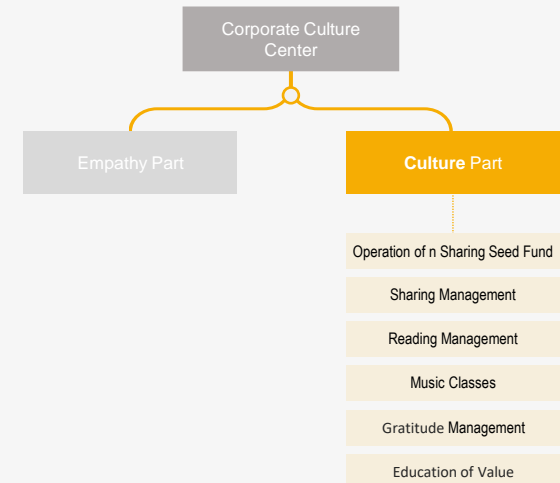 Corporate Culture
Center
Empathy Part
Culture Part
Operation of n Sharing Seed Fund
Sharing Management
Reading Management
Music Classes
Gratitude Management
Education of Value